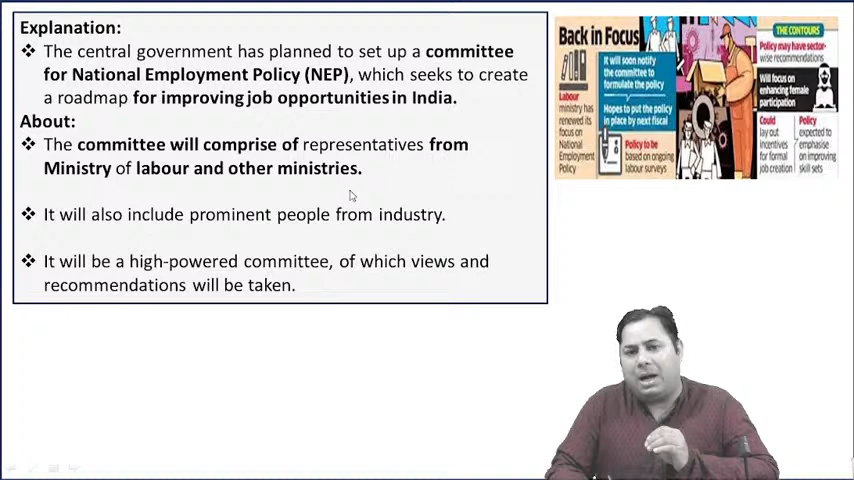 Explanation:
❖ The central government has planned to set up a committee
for National Employment Policy (NEP), which seeks to create
a roadmap for improving job opportunities in India.
About:
❖ The committee will comprise of representatives from
Ministry of labour and other ministries.
❖ It will also include prominent people from industry.
❖ It will be a high-powered committee, of which views and
recommendations will be taken.
Back in Focus
Labour
ministry has
renewed its
focus on
National
Employment
Policy
It will soon notify
the committee to
formulate the policy
Hopes to put the policy
in place by next fiscal
Policy to be
based on ongoing
labour surveys
THE CONTOURS
Policy may have sector-
wise recommendations
Will focus on
enhancing female
participation
Could
lay out
incentives
for formal
job creation
Policy
expected to
emphasise
on improving
skill sets